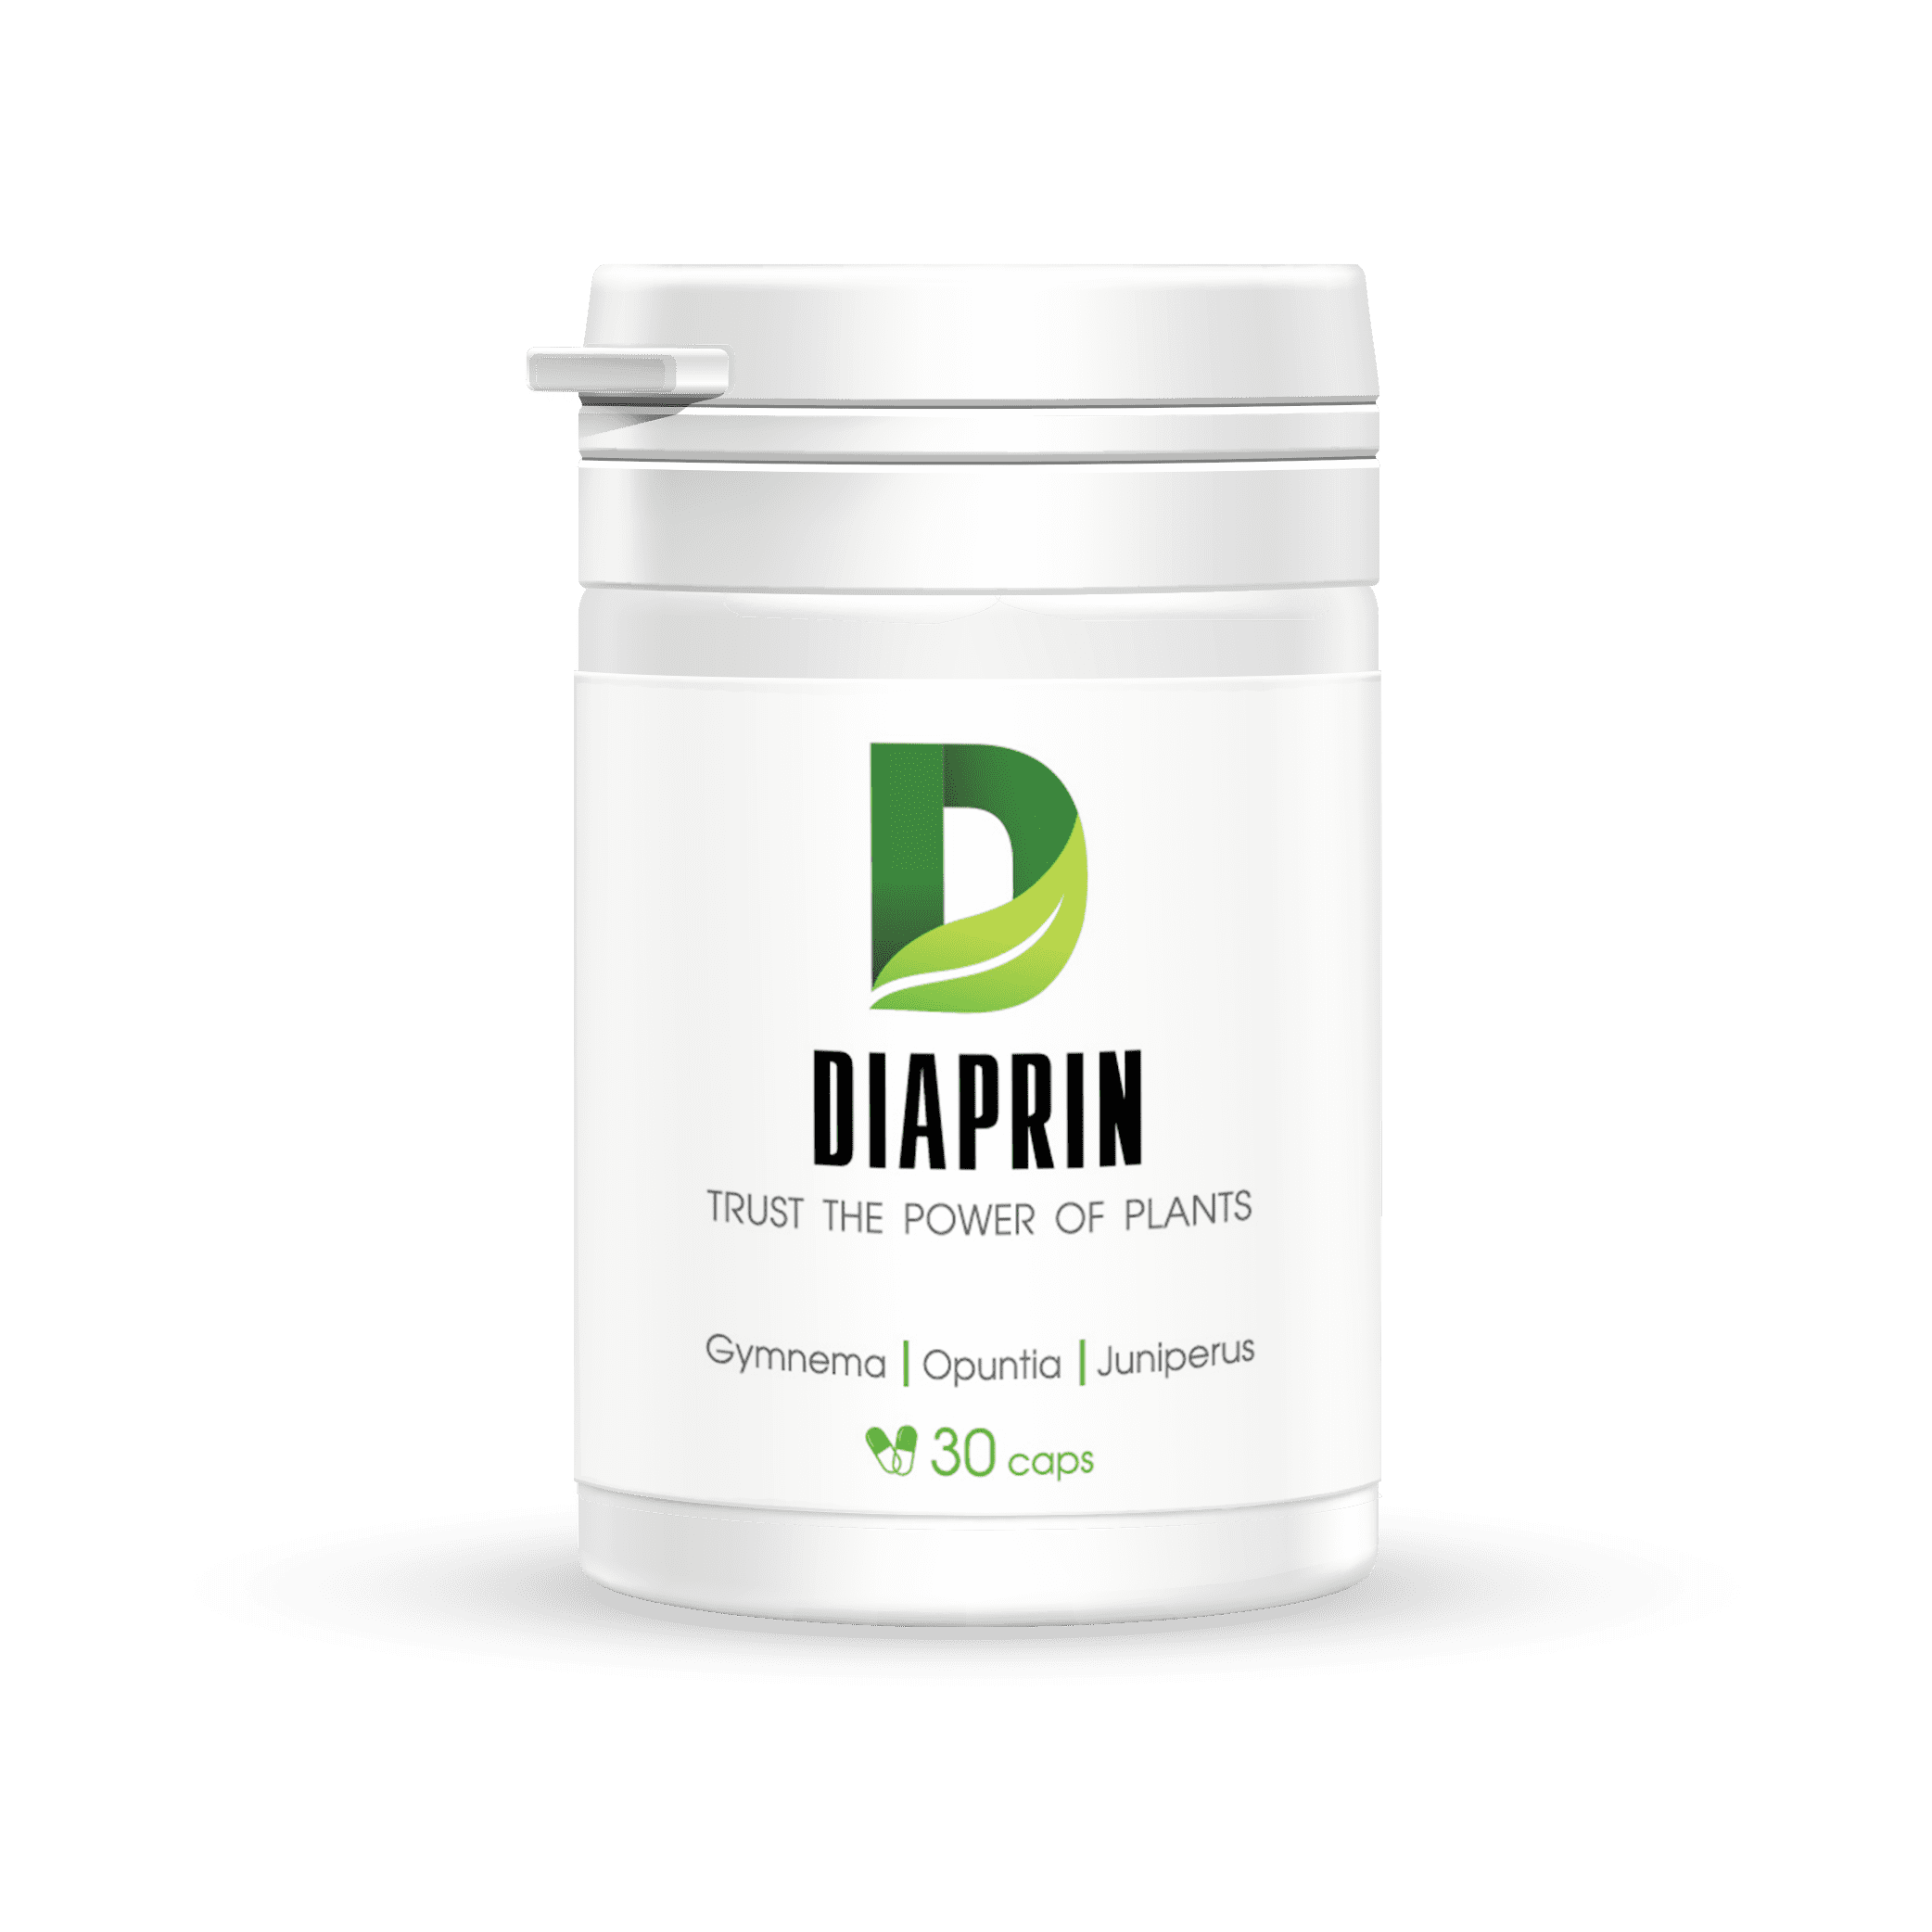 D
DIAPRIN
TRUST THE POWER OF PLANTS
Gymnema | Opuntia | Juniperus
30 caps